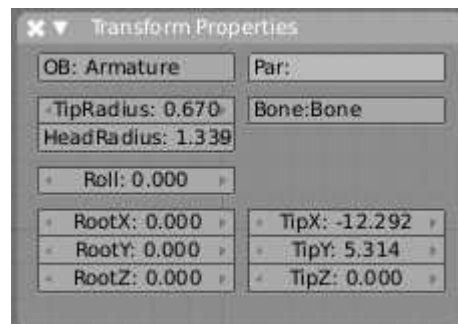 Transform Properties
OB: Armature
Par:
TipRadius: 0.670
Bone:Bone
HeadRadius: 1.339
Roll: 0.000
RootX: 0.000
TipX: -12.292
RootY: 0.000
TipY: 5.314
RootZ: 0.000
TipZ: 0.000